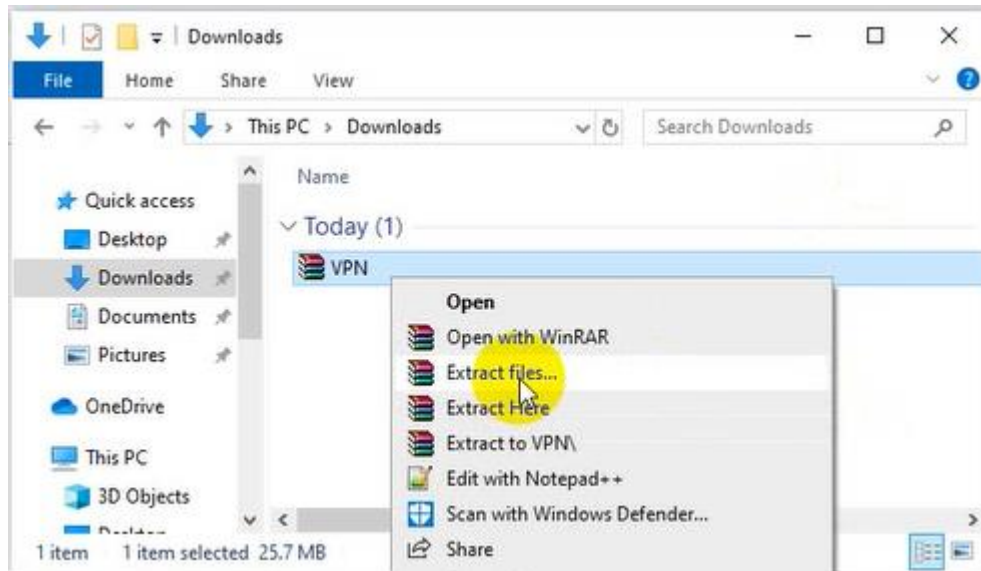 Downloads
File Home Share View
This PC > Downloads
Search Downloads
Name
Quick access
Today (1)
Desktop
VPN
Downloads
Documents
Pictures
OneDrive
This PC
3D Objects
Desktop
Open
Open with WinRAR
Extract files...
Extract Here
Extract to VPN\
Edit with Notepad++
Scan with Windows Defender...
Share
1 item 1 item selected 25.7 MB